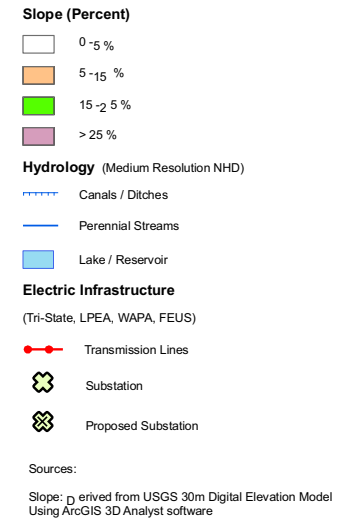 Slope (Percent)
0 -5 %
5 -15 %
15 -2 5 %
> 25 %
Hydrology (Medium Resolution NHD)
Canals / Ditches
Perennial Streams
Lake / Reservoir
Electric Infrastructure
(Tri-State, LPEA, WAPA, FEUS)
Transmission Lines
Substation
Proposed Substation
Sources:
Slope: D erived from USGS 30m Digital Elevation Model
Using ArcGIS 3D Analyst software